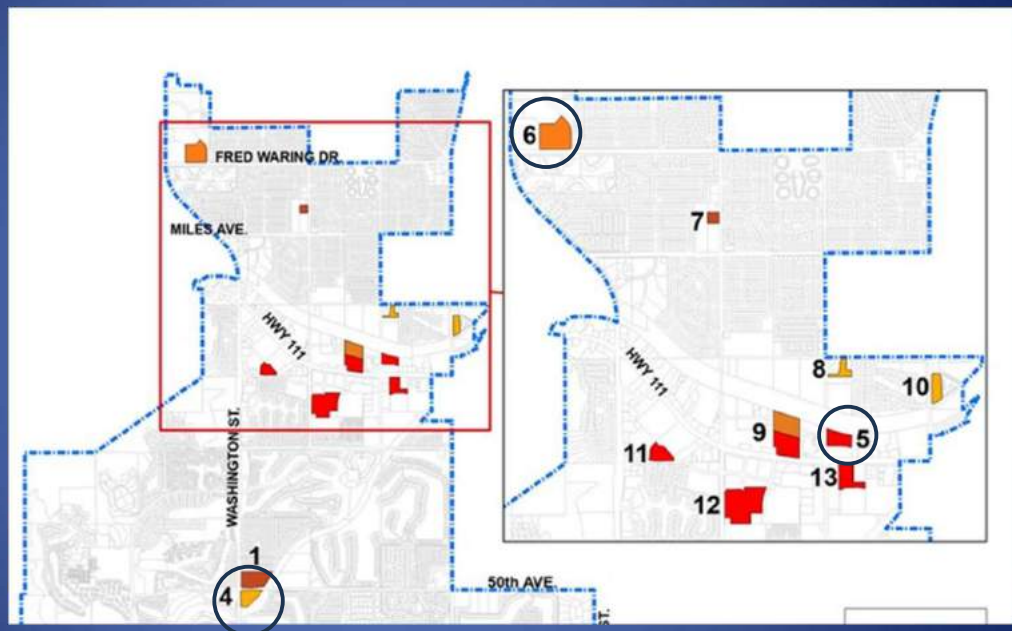 FRED WARING DR.
MILES AVE.
HWY 111
WASHINGTON ST.
1
4
50th AVE.
ST.
6
7
HWY 111
8
10
9
5
11
13
12